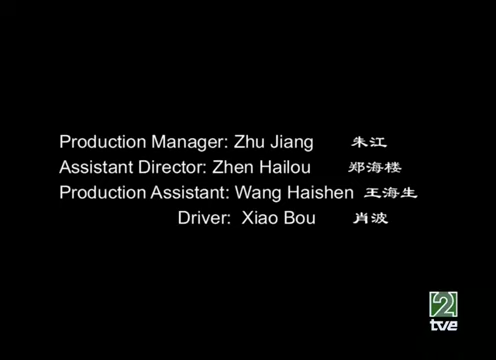 Production Manager: Zhu Jiang 朱江
Assistant Director: Zhen Hailou 郑海楼
Production Assistant: Wang Haishen 王海生
Driver: Xiao Bou 肖波
2
tve